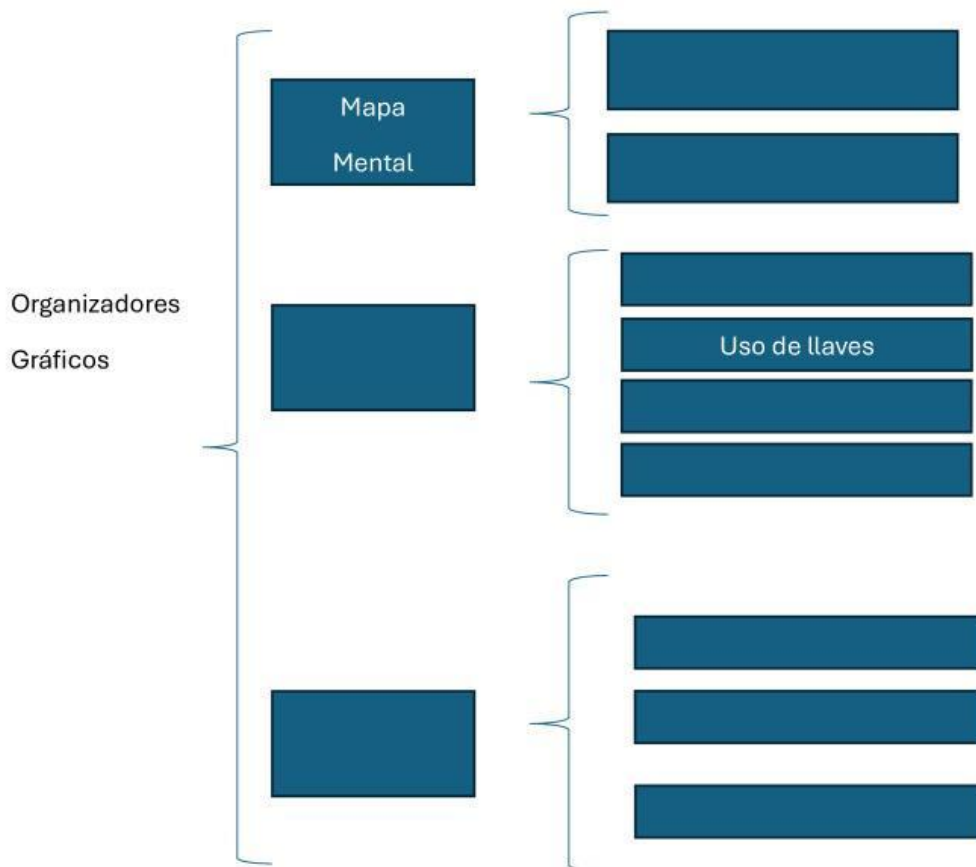 Organizadores
Gráficos
Mapa
Mental
Uso de llaves